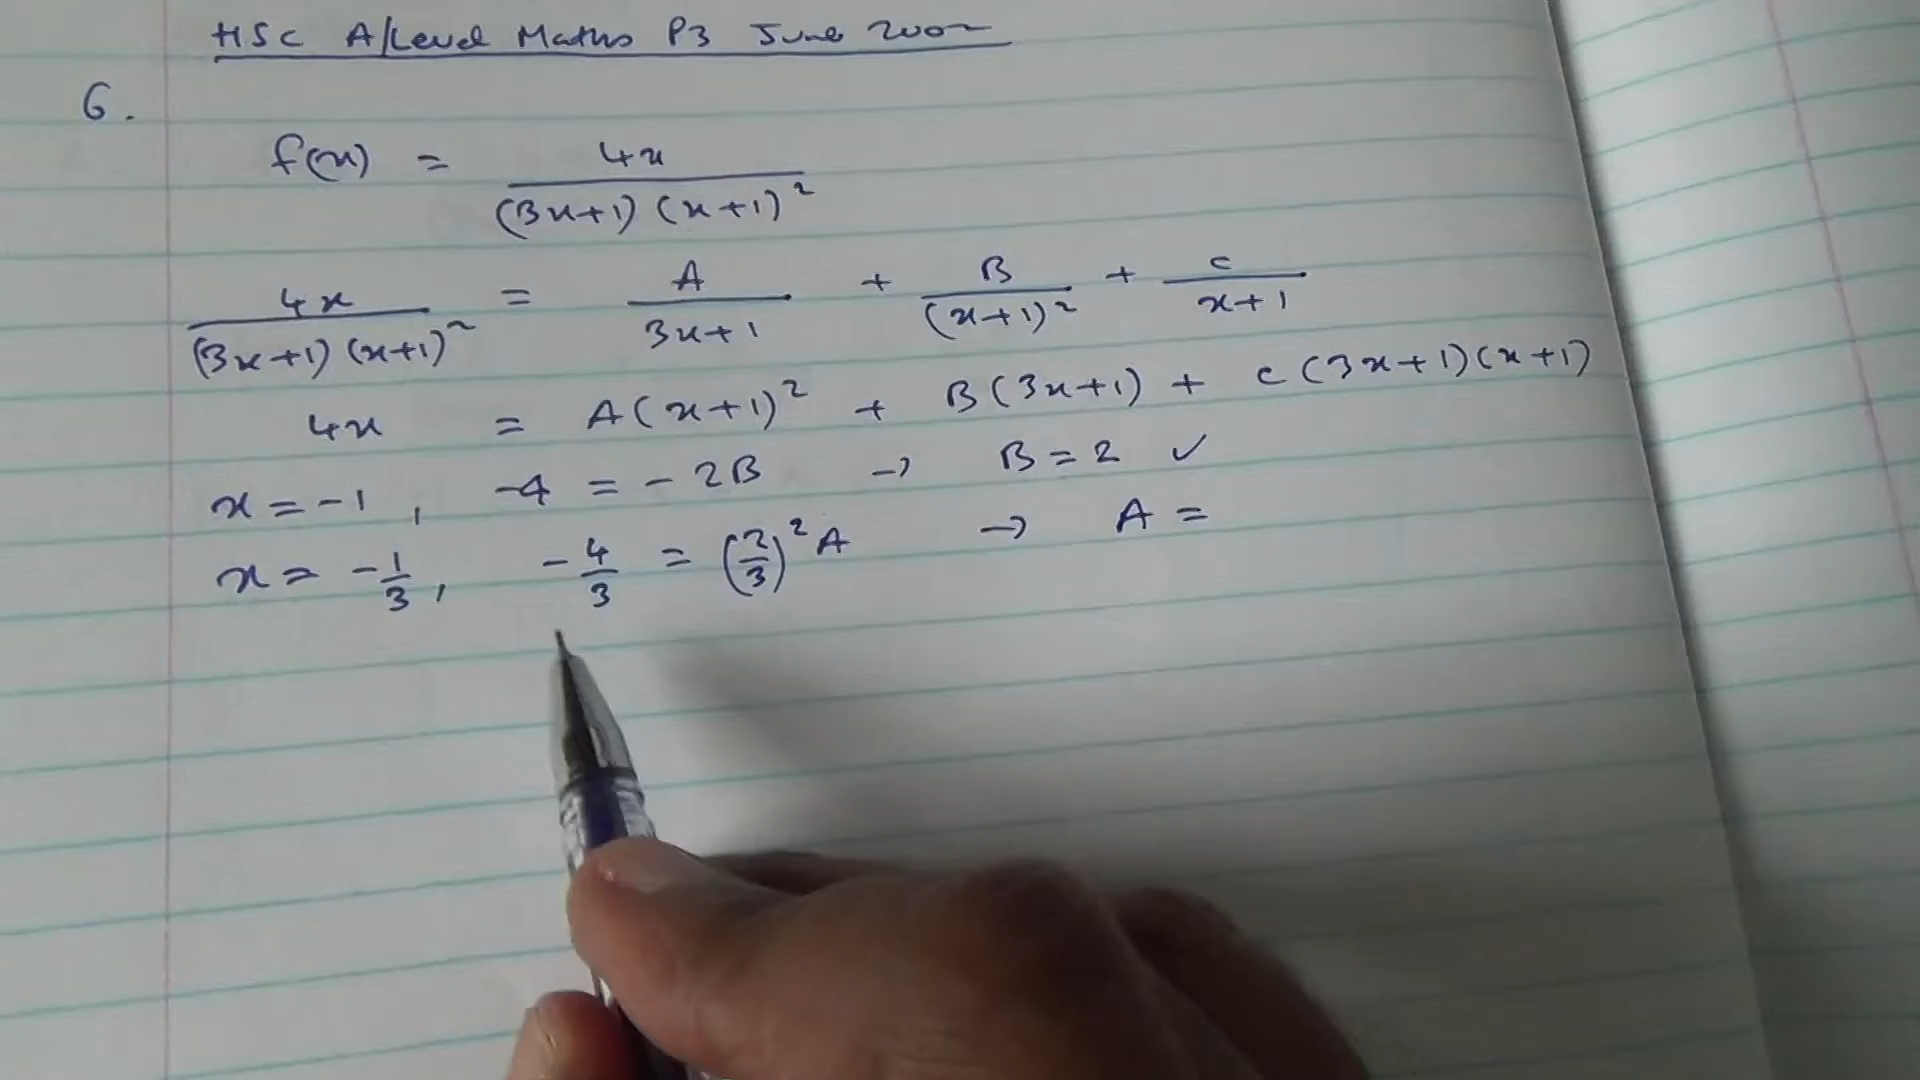 HSC A/Level Maths P3 June 2002
6.
f(x) = 4x / (3x+1)(x+1)²
4x / (3x+1)(x+1)² = A / 3x+1 + B / (x+1)² + C / x+1
4x = A(x+1)² + B(3x+1) + C(3x+1)(x+1)
x = -1, -4 = -2B → B = 2 ✓
x = -1/3, -4/3 = (2/3)² A → A =